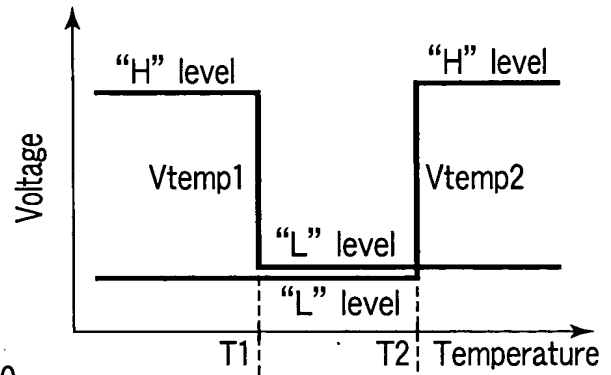 “H” level
“H” level
Voltage
Vtemp1
Vtemp2
“L” level
“L” level
T1
T2
Temperature